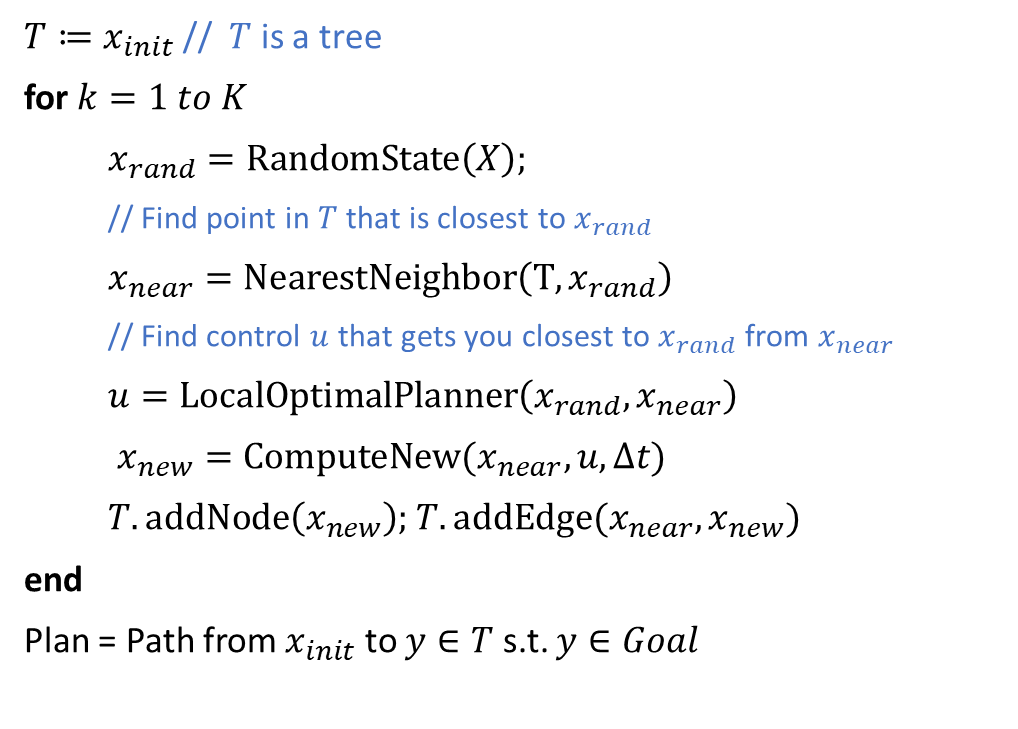 T ≔ x_init // T is a tree
for k = 1 to K
x_rand = RandomState(X);
// Find point in T that is closest to x_rand
x_near = NearestNeighbor(T, x_rand)
// Find control u that gets you closest to x_rand from x_near
u = LocalOptimalPlanner(x_rand, x_near)
x_new = ComputeNew(x_near, u, Δt)
T. addNode(x_new); T. addEdge(x_near, x_new)
end
Plan = Path from x_init to y ∈ T s.t. y ∈ Goal